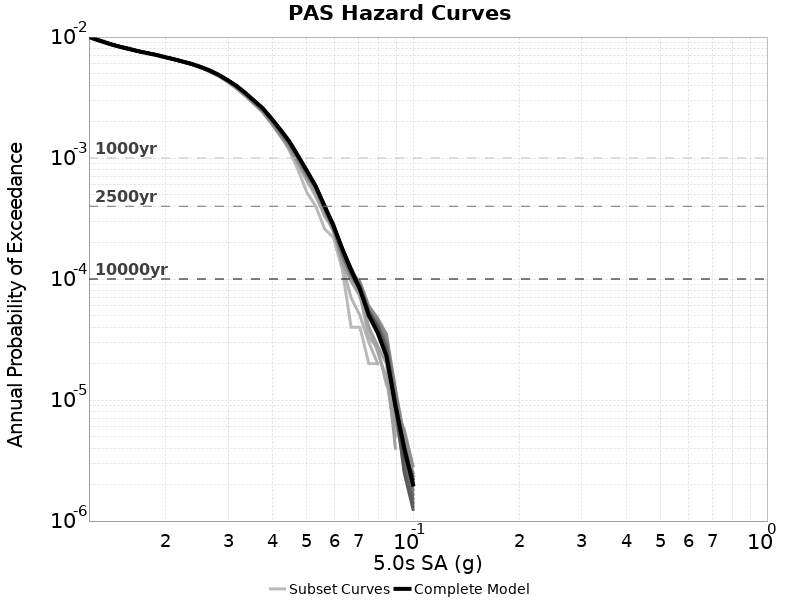 PAS Hazard Curves
Annual Probability of Exceedance
10-2
10-3
10-4
10-5
10-6
1000yr
2500yr
10000yr
2 3 4 5 6 7 10-1 2 3 4 5 6 7 100
5.0s SA (g)
Subset Curves Complete Model